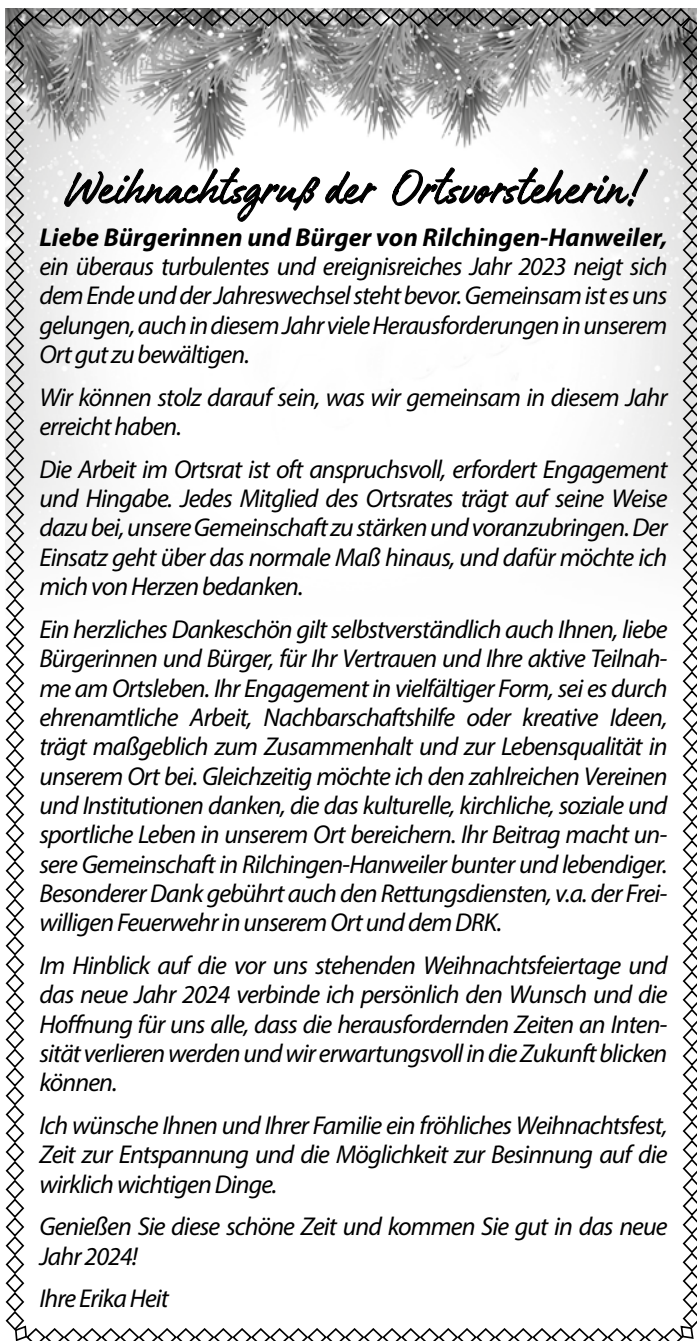 Weihnachtsgruß der Ortsvorsteherin!
Liebe Bürgerinnen und Bürger von Rilchingen-Hanweiler,
ein überaus turbulentes und ereignisreiches Jahr 2023 neigt sich
dem Ende und der Jahreswechsel steht bevor. Gemeinsam ist es uns
gelungen, auch in diesem Jahr viele Herausforderungen in unserem
Ort gut zu bewältigen.
Wir können stolz darauf sein, was wir gemeinsam in diesem Jahr
erreicht haben.
Die Arbeit im Ortsrat ist oft anspruchsvoll, erfordert Engagement
und Hingabe. Jedes Mitglied des Ortsrates trägt auf seine Weise
dazu bei, unsere Gemeinschaft zu stärken und voranzubringen. Der
Einsatz geht über das normale Maß hinaus, und dafür möchte ich
mich von Herzen bedanken.
Ein herzliches Dankeschön gilt selbstverständlich auch Ihnen, liebe
Bürgerinnen und Bürger, für Ihr Vertrauen und Ihre aktive Teilnah-
me am Ortsleben. Ihr Engagement in vielfältiger Form, sei es durch
ehrenamtliche Arbeit, Nachbarschaftshilfe oder kreative Ideen,
trägt maßgeblich zum Zusammenhalt und zur Lebensqualität in
unserem Ort bei. Gleichzeitig möchte ich den zahlreichen Vereinen
und Institutionen danken, die das kulturelle, kirchliche, soziale und
sportliche Leben in unserem Ort bereichern. Ihr Beitrag macht un-
sere Gemeinschaft in Rilchingen-Hanweiler bunter und lebendiger.
Besonderer Dank gebührt auch den Rettungsdiensten, v.a. der Frei-
willigen Feuerwehr in unserem Ort und dem DRK.
Im Hinblick auf die vor uns stehenden Weihnachtsfeiertage und
das neue Jahr 2024 verbinde ich persönlich den Wunsch und die
Hoffnung für uns alle, dass die herausfordernden Zeiten an Inten-
sität verlieren werden und wir erwartungsvoll in die Zukunft blicken
können.
Ich wünsche Ihnen und Ihrer Familie ein fröhliches Weihnachtsfest,
Zeit zur Entspannung und die Möglichkeit zur Besinnung auf die
wirklich wichtigen Dinge.
Genießen Sie diese schöne Zeit und kommen Sie gut in das neue
Jahr 2024!
Ihre Erika Heit